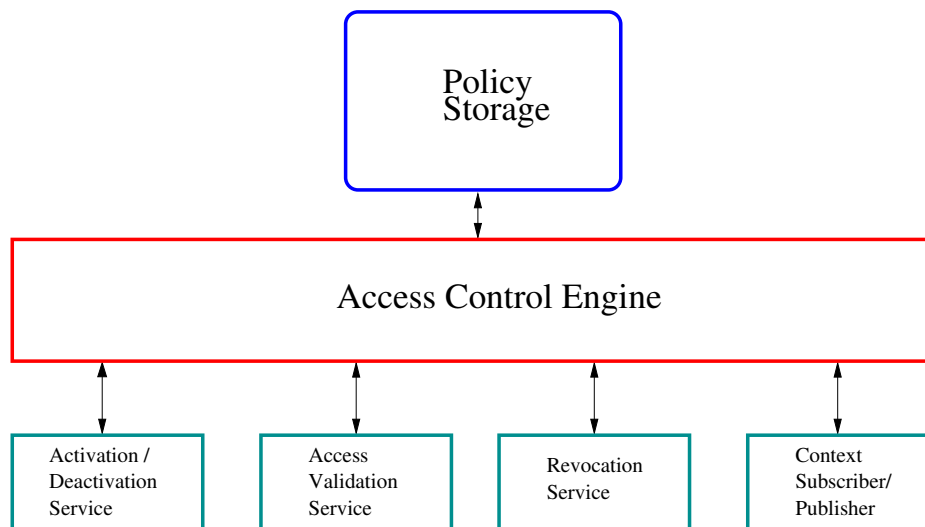 Policy
Storage
Access Control Engine
Activation /
Deactivation
Service
Access
Validation
Service
Revocation
Service
Context
Subscriber/
Publisher